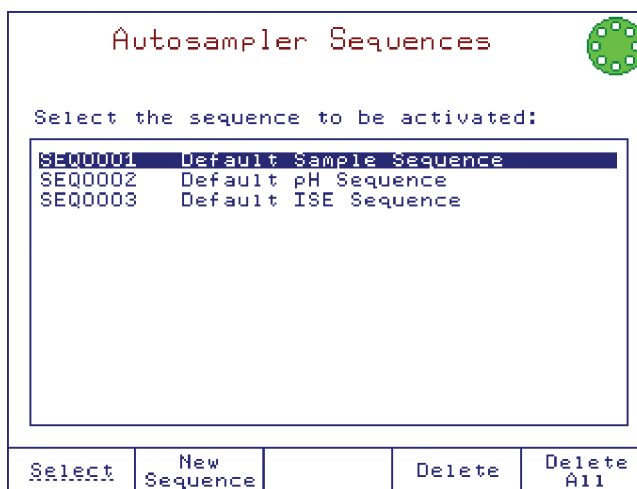 Autosampler Sequences
Select the sequence to be activated:
SEQ0001 Default Sample Sequence
SEQ0002 Default pH Sequence
SEQ0003 Default ISE Sequence
Select
New
Sequence
Delete
Delete
All